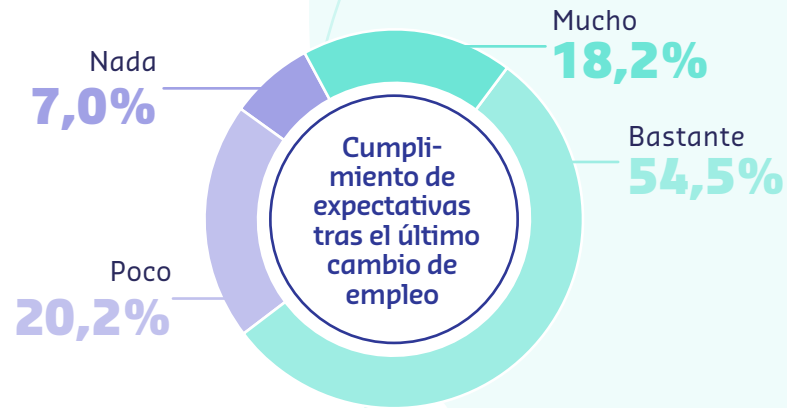 Mucho
18,2%
Nada
7,0%
Bastante
54,5%
Cumpli-
miento de
expectativas
tras el último
cambio de
empleo
Poco
20,2%